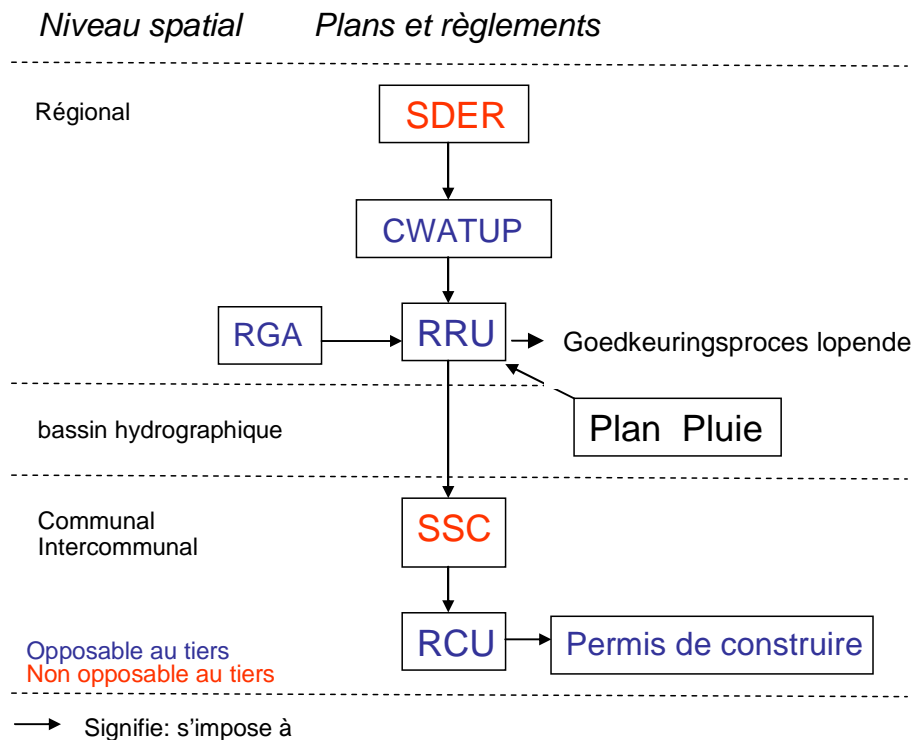 Niveau spatial Plans et règlements
Régional
SDER
CWATUP
RGA
RRU
Goedkeuringsproces lopende
bassin hydrographique
Plan Pluie
Communal
Intercommunal
SSC
RCU
Permis de construire
Opposable au tiers
Non opposable au tiers
Signifie: s'impose à